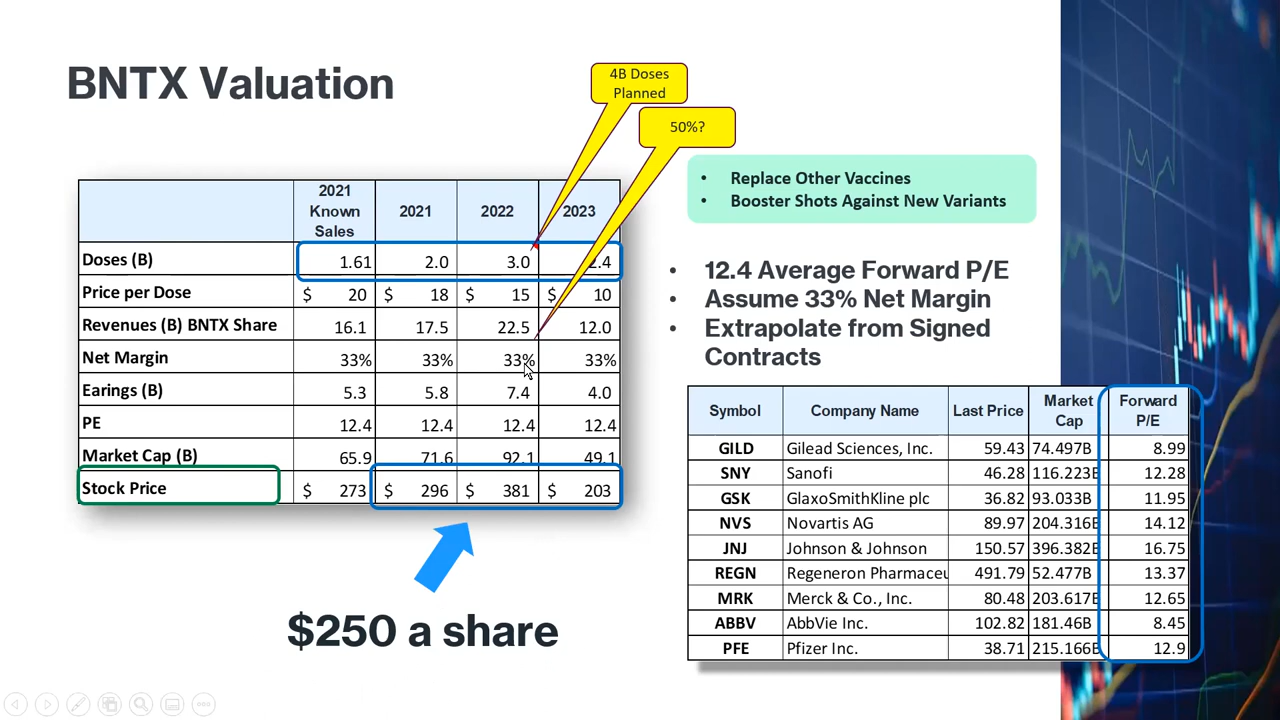 BNTX Valuation
4B Doses
Planned
50%?
2021 Known Sales 2021 2022 2023
Doses (B) 1.61 2.0 3.0 2.4
Price per Dose $ 20 $ 18 $ 15 $ 10
Revenues (B) BNTX Share 16.1 17.5 22.5 12.0
Net Margin 33% 33% 33% 33%
Earings (B) 5.3 5.8 7.4 4.0
PE 12.4 12.4 12.4 12.4
Market Cap (B) 65.9 71.6 92.1 49.1
Stock Price $ 273 $ 296 $ 381 $ 203
$250 a share
• Replace Other Vaccines
• Booster Shots Against New Variants
• 12.4 Average Forward P/E
• Assume 33% Net Margin
• Extrapolate from Signed
Contracts
Symbol Company Name Last Price Market Cap Forward P/E
GILD Gilead Sciences, Inc. 59.43 74.497B 8.99
SNY Sanofi 46.28 116.223B 12.28
GSK GlaxoSmithKline plc 36.82 93.033B 11.95
NVS Novartis AG 89.97 204.316B 14.12
JNJ Johnson & Johnson 150.57 396.382B 16.75
REGN Regeneron Pharmaceu 491.79 52.477B 13.37
MRK Merck & Co., Inc. 80.48 203.617B 12.65
ABBV AbbVie Inc. 102.82 181.46B 8.45
PFE Pfizer Inc. 38.71 215.166B 12.9